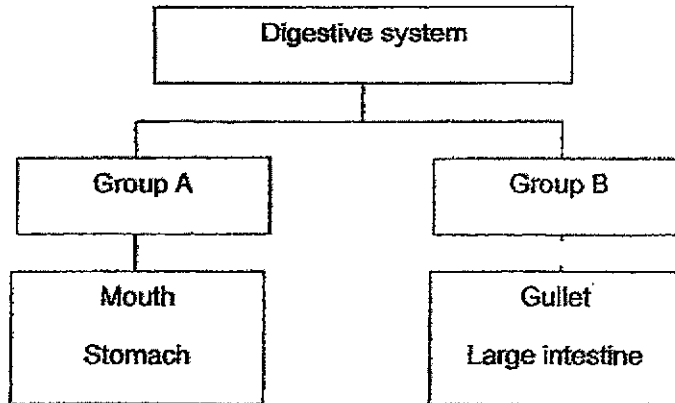 Digestive system
Group A
Group B
Mouth
Stomach
Gullet
Large intestine